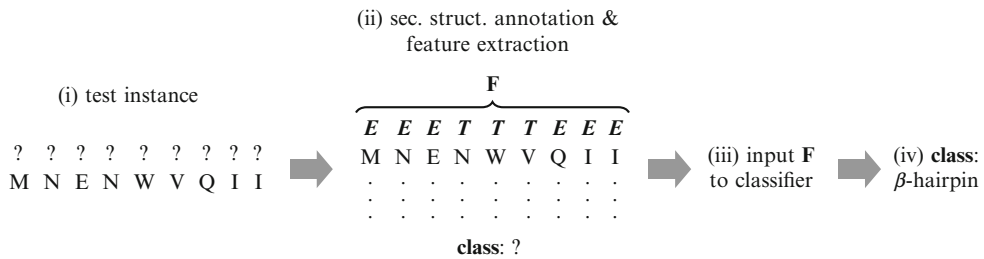 (i) test instance
? ? ? ? ? ? ? ? ?
M N E N W V Q I I
(ii) sec. struct. annotation &
feature extraction
F
E E E T T T E E E
M N E N W V Q I I
. . . . . . . . .
. . . . . . . . .
. . . . . . . . .
class: ?
(iii) input F
to classifier
(iv) class:
β-hairpin